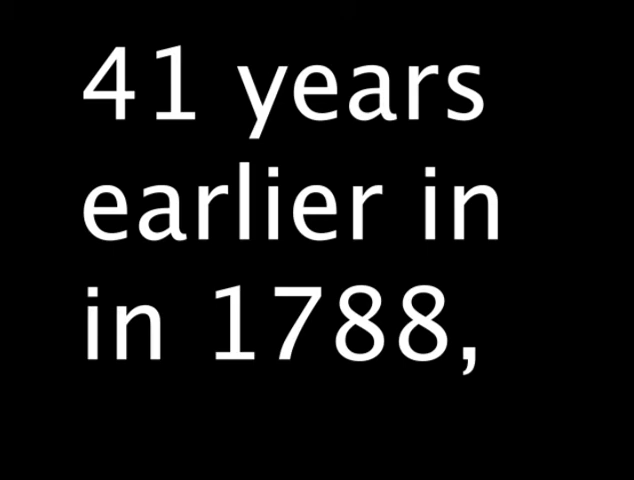 41 years
earlier in
in 1788,